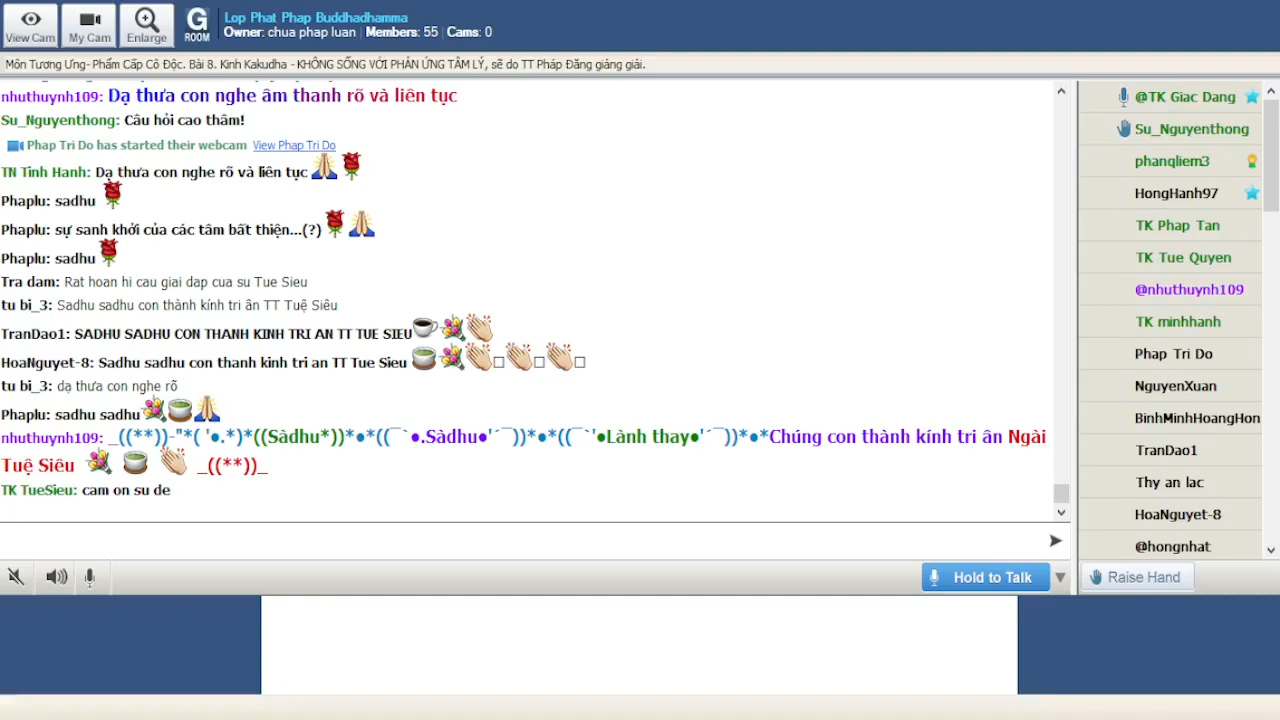 View Cam
My Cam
Enlarge
G
ROOM
Lop Phat Phap Buddhadhamma
Owner: chua phap luan | Members: 55 | Cams: 0
Môn Tương Ưng- Phẩm Cấp Cô Độc. Bài 8. Kinh Kakudha - KHÔNG SỐNG VỚI PHẢN ỨNG TÂM LÝ, sẽ do TT Pháp Đăng giảng giải.
nhuthuynh109: Dạ thưa con nghe âm thanh rõ và liên tục
Su_Nguyenthong: Câu hỏi cao thâm!
Phap Tri Do has started their webcam View Phap Tri Do
TN Tinh Hanh: Dạ thưa con nghe rõ và liên tục
Phaplu: sadhu
Phaplu: sự sanh khởi của các tâm bất thiện...(?)
Phaplu: sadhu
Tra dam: Rat hoan hi cau giai dap cua su Tue Sieu
tu bi_3: Sadhu sadhu con thành kính tri ân TT Tuệ Siêu
TranDao1: SADHU SADHU CON THANH KINH TRI AN TT TUE SIEU
HoaNguyet-8: Sadhu sadhu con thanh kinh tri an TT Tue Sieu
tu bi_3: dạ thưa con nghe rõ
Phaplu: sadhu sadhu
nhuthuynh109: _((**))-"*( '●.*)*((Sàdhu*))*●*((¯`●.Sàdhu●'´¯))*●*●*((¯`'●Lành thay●'´¯))*●*●*Chúng con thành kính tri ân Ngài
Tuệ Siêu _((**))_
TK TueSieu: cam on su de
Hold to Talk
@TK Giac Dang
Su_Nguyenthong
phanqliem3
HongHanh97
TK Phap Tan
TK Tue Quyen
@nhuthuynh109
TK minhhanh
Phap Tri Do
NguyenXuan
BinhMinhHoangHon
TranDao1
Thy an lac
HoaNguyet-8
@hongnhat
Raise Hand